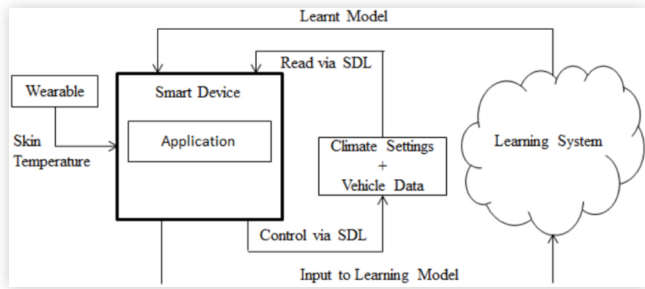 Learnt Model
Read via SDL
Wearable
Smart Device
Application
Skin
Temperature
Climate Settings
+
Vehicle Data
Learning System
Control via SDL
Input to Learning Model